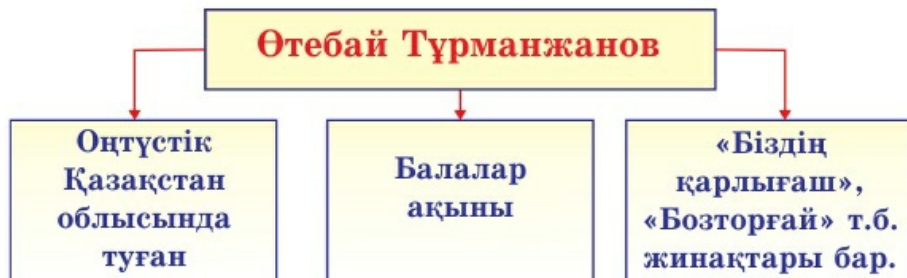 Өтебай Тұрманжанов
Оңтүстік
Қазақстан
облысында
туған
Балалар
ақыны
«Біздің
қарлығаш»,
«Бозторғай» т.б.
жинақтары бар.